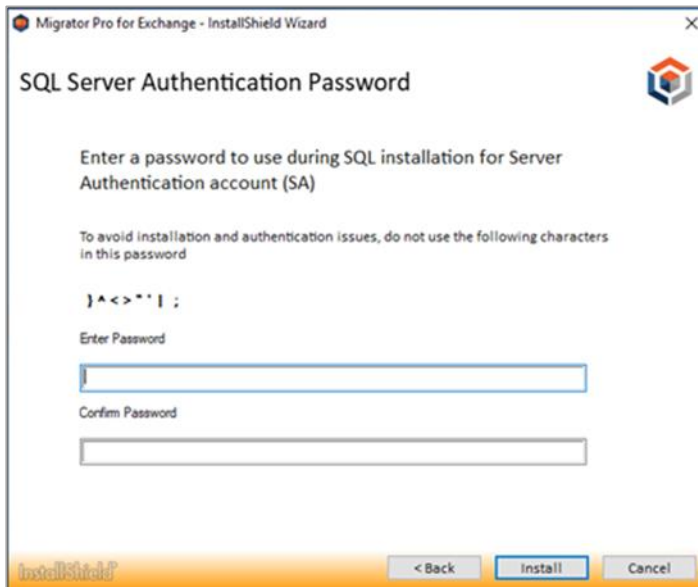 Migrator Pro for Exchange - InstallShield Wizard
SQL Server Authentication Password
Enter a password to use during SQL installation for Server
Authentication account (SA)
To avoid installation and authentication issues, do not use the following characters
in this password
}^<>"'| ;
Enter Password
Confirm Password
InstallShield
< Back
Install
Cancel